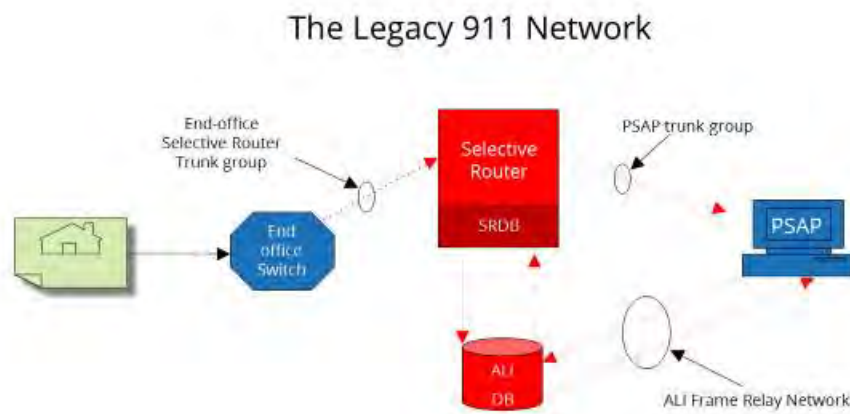 The Legacy 911 Network
End-office
Selective Router
Trunk group
Selective
Router
SRDB
PSAP trunk group
End
office
Switch
PSAP
ALI
DB
ALI Frame Relay Network